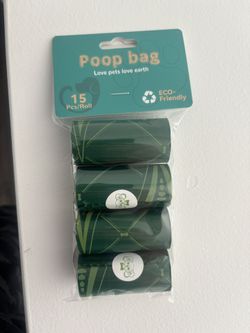 Poop bag
Love pets love earth
15
Pcs/Roll
ECO-
Friendly